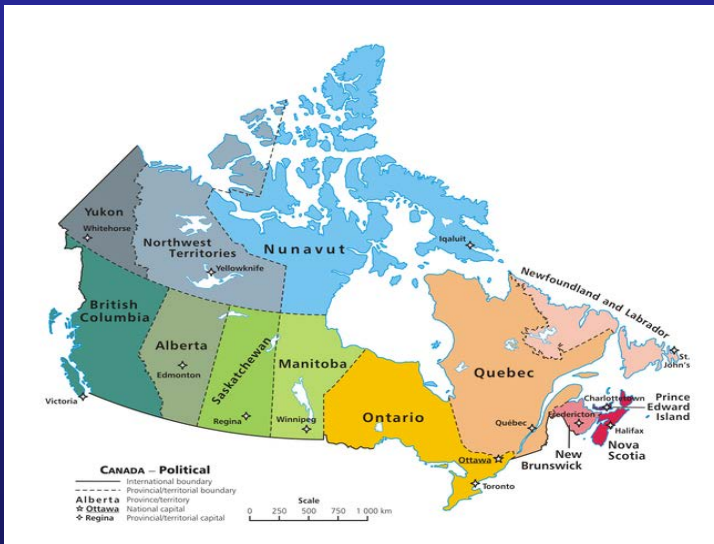 Yukon
Whitehorse
Northwest
Territories
Yellowknife
Nunavut
Iqaluit
British
Columbia
Victoria
Alberta
Edmonton
Saskatchewan
Regina
Manitoba
Winnipeg
Ontario
Ottawa
Toronto
Quebec
Québec
Newfoundland and Labrador
St.
John's
Prince
Edward
Island
Charlottetown
Fredericton
Halifax
Nova
Scotia
New
Brunswick
CANADA – Political
International boundary
Provincial/territorial boundary
Alberta Province/territory
Ottawa National capital
Regina Provincial/territorial capital
Scale
0 500 1 000 km